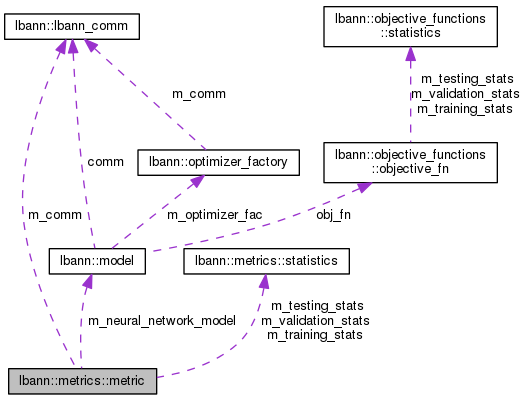 lbann::lbann_comm
lbann::objective_functions
::statistics
m_testing_stats
m_validation_stats
m_training_stats
m_comm
comm
lbann::optimizer_factory
lbann::objective_functions
::objective_fn
m_comm
m_optimizer_fac
obj_fn
lbann::model
lbann::metrics::statistics
m_neural_network_model
m_testing_stats
m_validation_stats
m_training_stats
lbann::metrics::metric